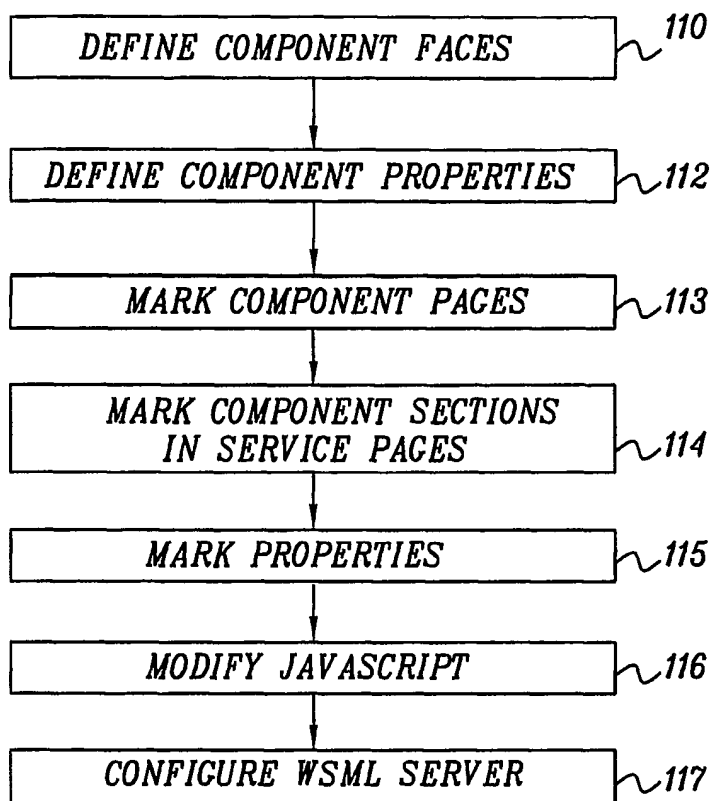 DEFINE COMPONENT FACES 110
DEFINE COMPONENT PROPERTIES 112
MARK COMPONENT PAGES 113
MARK COMPONENT SECTIONS
IN SERVICE PAGES 114
MARK PROPERTIES 115
MODIFY JAVASCRIPT 116
CONFIGURE WSML SERVER 117